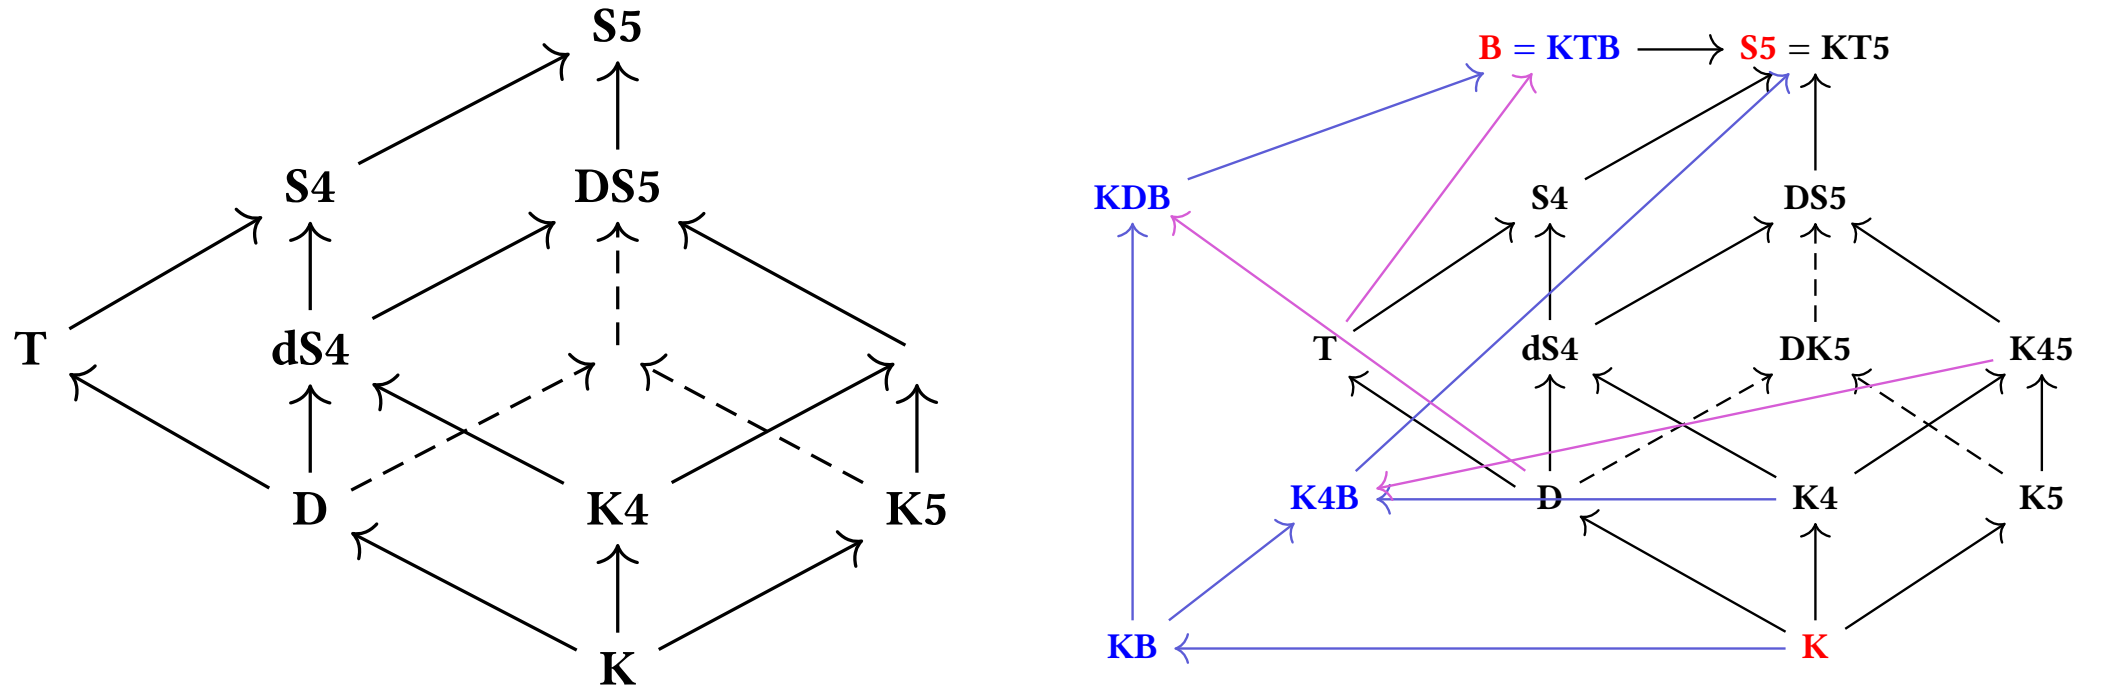 S5
S4 DS5
T dS4
D K4 K5
K
B = KTB S5 = KT5
KDB S4 DS5
T dS4 DK5 K45
K4B D K4 K5
KB K